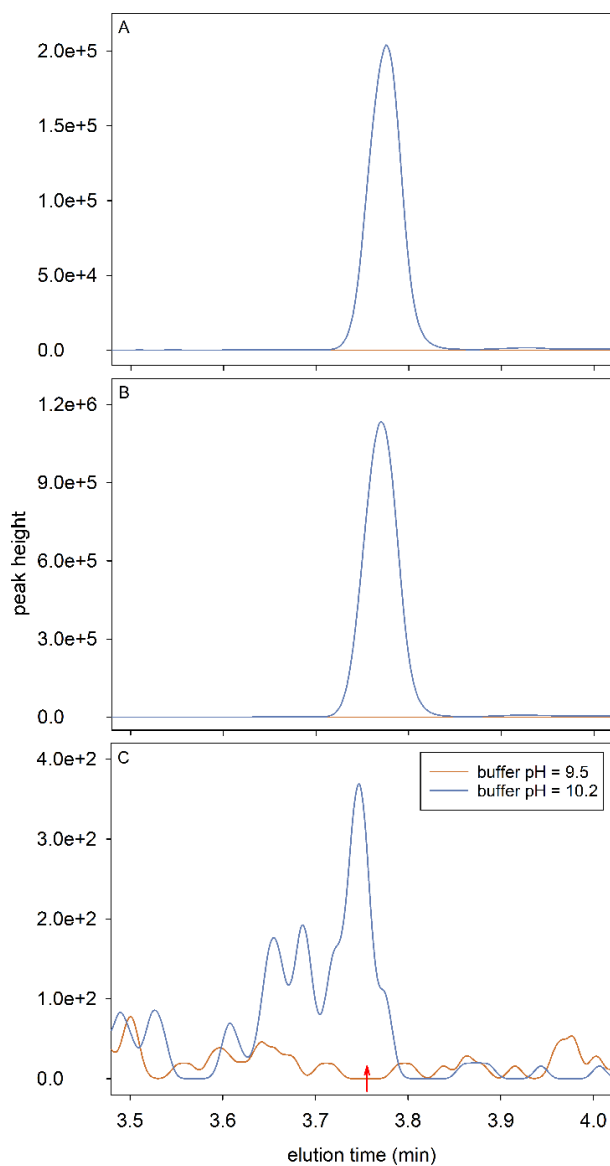 A
2.0e+5
1.5e+5
1.0e+5
5.0e+4
0.0
B
1.2e+6
9.0e+5
6.0e+5
3.0e+5
0.0
peak height
C
4.0e+2
3.0e+2
2.0e+2
1.0e+2
0.0
buffer pH = 9.5
buffer pH = 10.2
3.5 3.6 3.7 3.8 3.9 4.0
elution time (min)